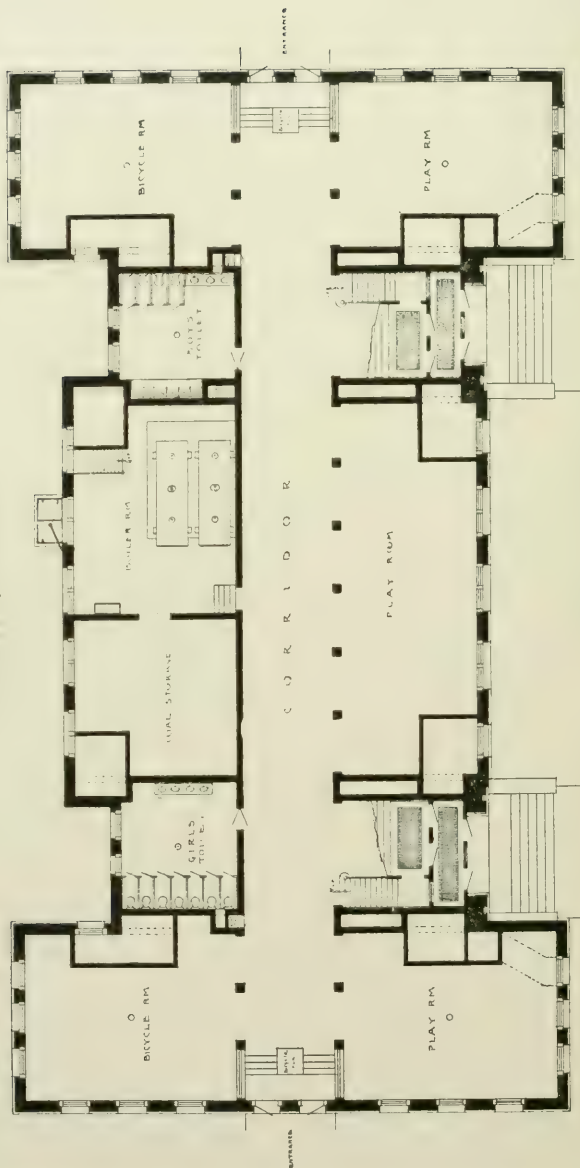 BICYCLE RM
GIRLS
TOILET
COAL STORAGE
BOILER RM
BOYS
TOILET
BICYCLE RM
ENTRANCE
CORRIDOR
ENTRANCE
PLAY RM
PLAY ROOM
PLAY RM